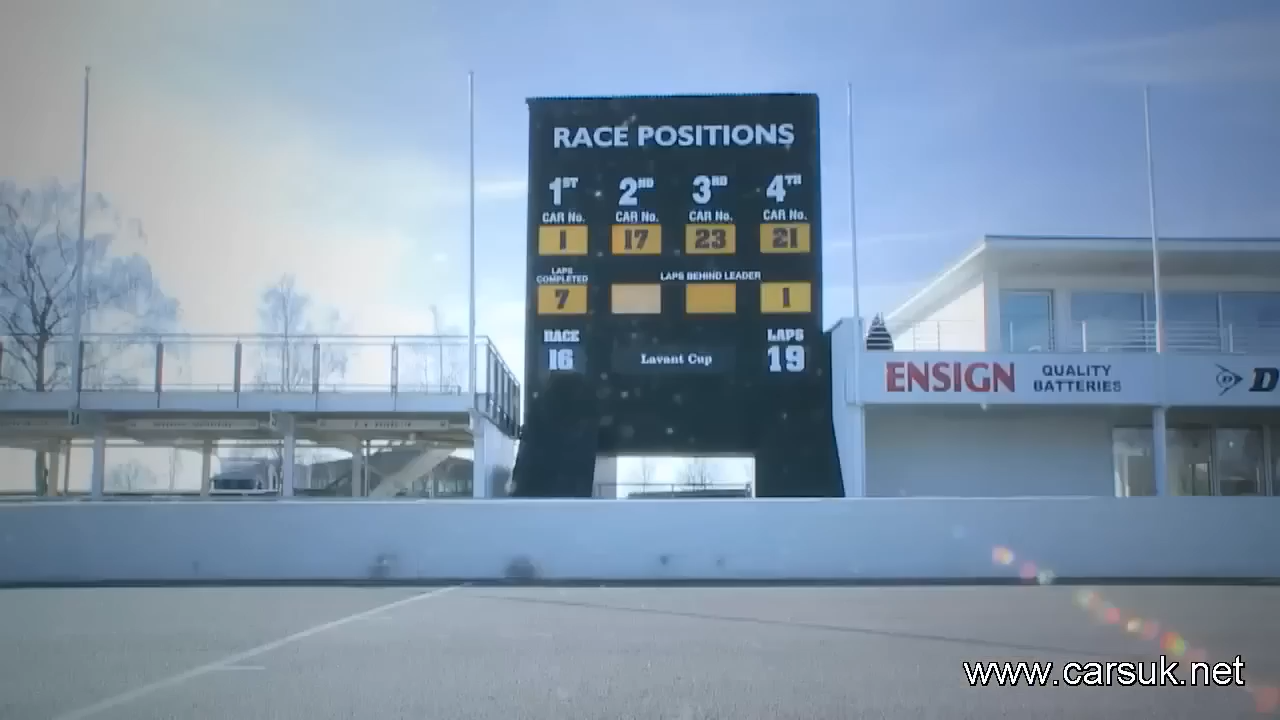 RACE POSITIONS
1ST 2ND 3RD 4TH
CAR No. CAR No. CAR No. CAR No.
1 17 23 21
LAPS COMPLETED
LAPS BEHIND LEADER
7 1
RACE LAPS
16 Lavant Cup 19
ENSIGN QUALITY
BATTERIES
D
www.carsuk.net